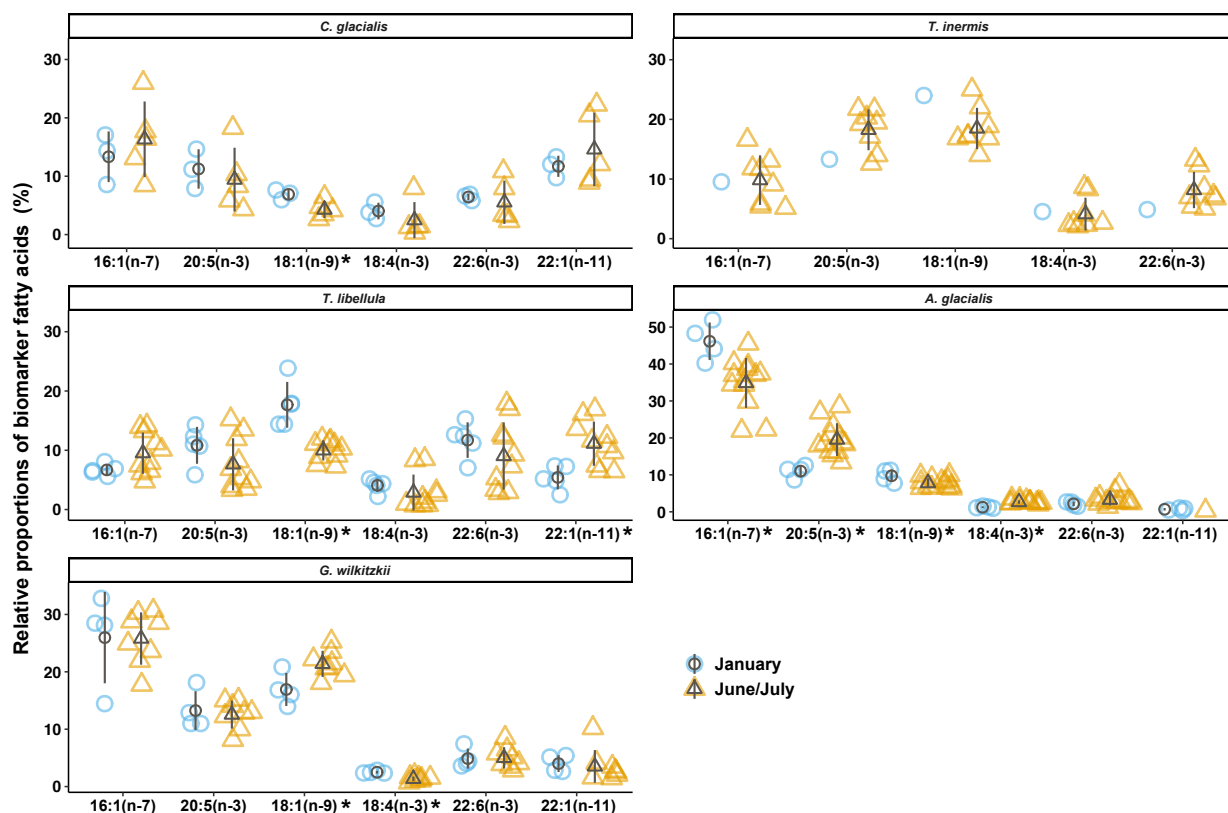 Relative proportions of biomarker fatty acids (%)
C. glacialis
30
20
10
0
16:1(n-7) 20:5(n-3) 18:1(n-9)* 18:4(n-3) 22:6(n-3) 22:1(n-11)
T. inermis
30
20
10
0
16:1(n-7) 20:5(n-3) 18:1(n-9) 18:4(n-3) 22:6(n-3)
T. libellula
30
20
10
0
16:1(n-7) 20:5(n-3) 18:1(n-9)* 18:4(n-3) 22:6(n-3) 22:1(n-11)*
A. glacialis
50
40
30
20
10
0
16:1(n-7)* 20:5(n-3)* 18:1(n-9)* 18:4(n-3)* 22:6(n-3) 22:1(n-11)
G. wilkitzkii
30
20
10
0
16:1(n-7) 20:5(n-3) 18:1(n-9)* 18:4(n-3)* 22:6(n-3) 22:1(n-11)
January
June/July